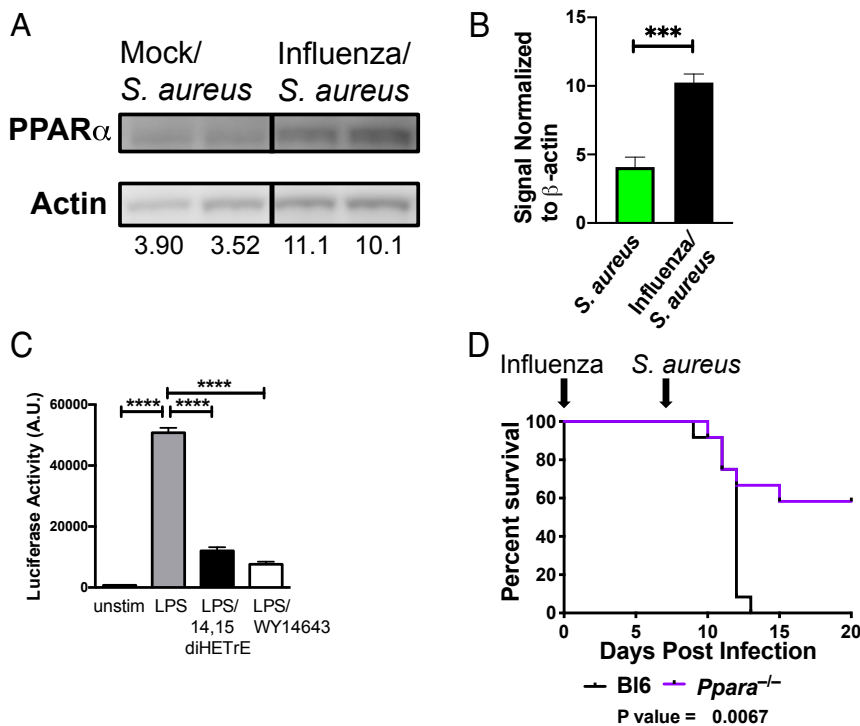 A
Mock/ Influenza/
S. aureus S. aureus
PPARα
Actin
3.90 3.52 11.1 10.1
B
***
Signal Normalized
to β-actin
15
10
5
0
S. aureus
Influenza/
S. aureus
C
****
**** ****
Luciferase Activity (A.U.)
60000
40000
20000
0
unstim LPS LPS/ LPS/
14,15 WY14643
diHETrE
D
Influenza S. aureus
Percent survival
100
80
60
40
20
0
0 5 10 15 20
Days Post Infection
Bl6 Ppara–/–
P value = 0.0067